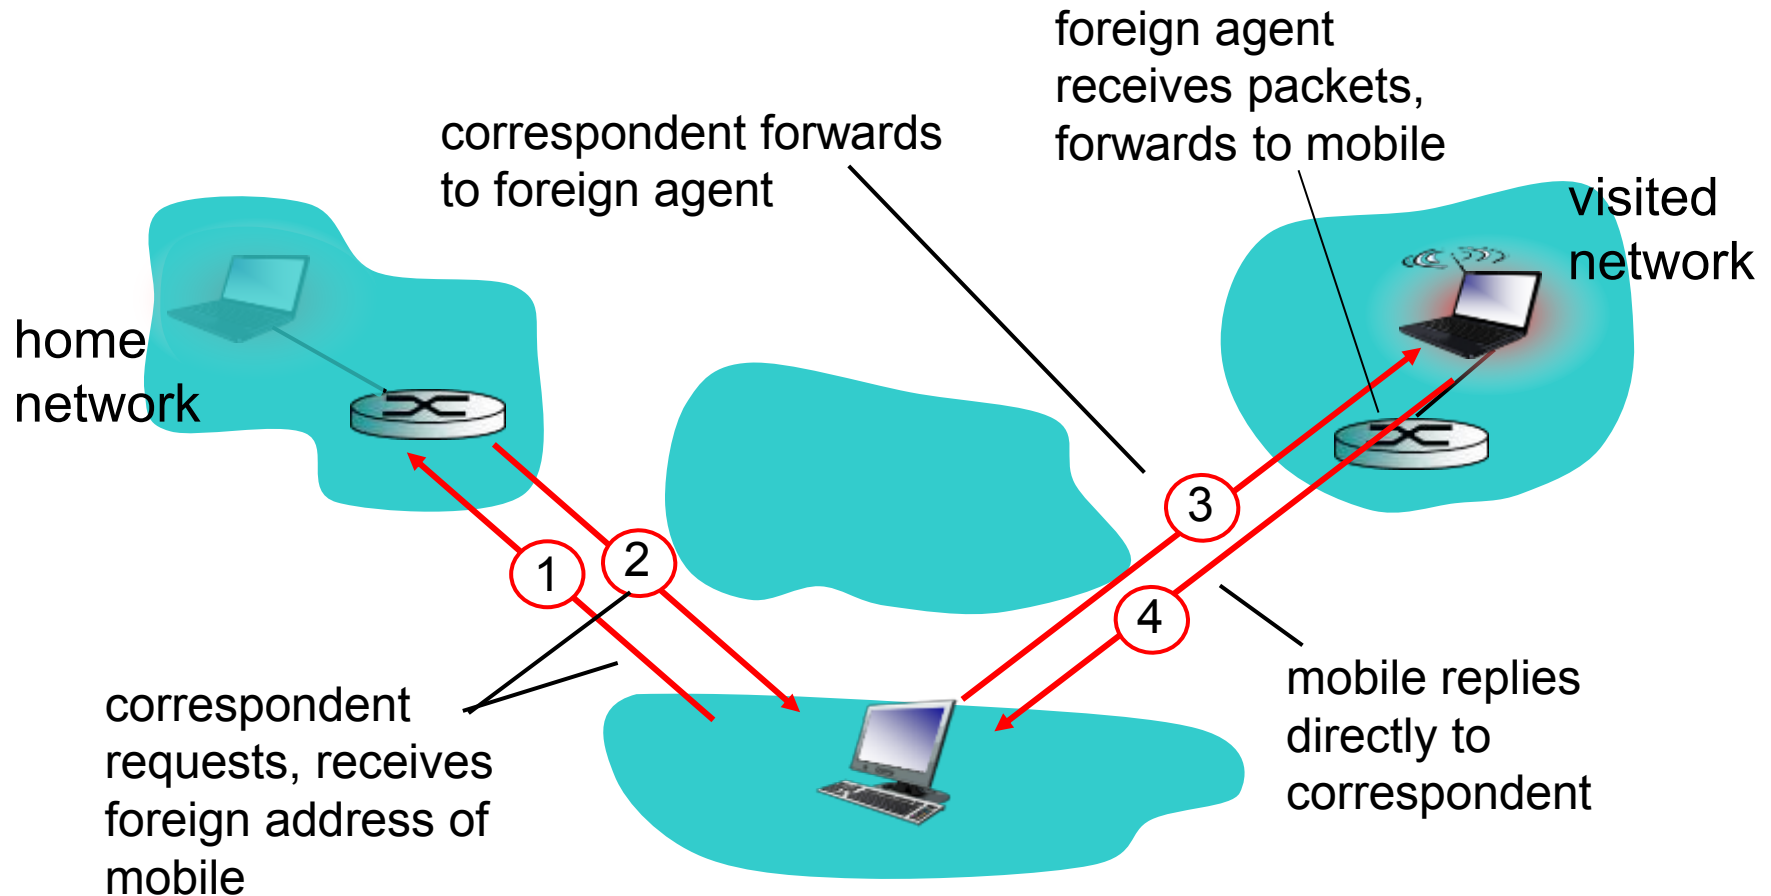 foreign agent
receives packets,
forwards to mobile
correspondent forwards
to foreign agent
visited
network
home
network
3
2
1
4
correspondent
requests, receives
foreign address of
mobile
mobile replies
directly to
correspondent